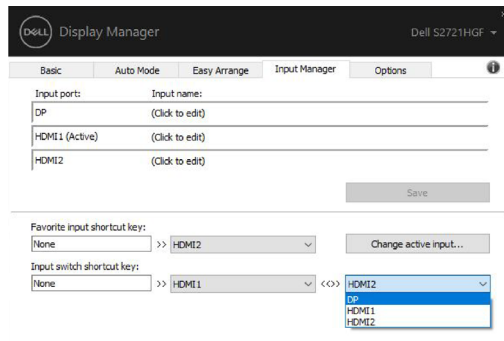 DELL Display Manager Dell S2721HGF
Basic Auto Mode Easy Arrange Input Manager Options
Input port: Input name:
DP (Click to edit)
HDMI1 (Active) (Click to edit)
HDMI2 (Click to edit)
Save
Favorite input shortcut key:
None >> HDMI2 Change active input...
Input switch shortcut key:
None >> HDMI1 <<>> HDMI2
DP
HDMI1
HDMI2